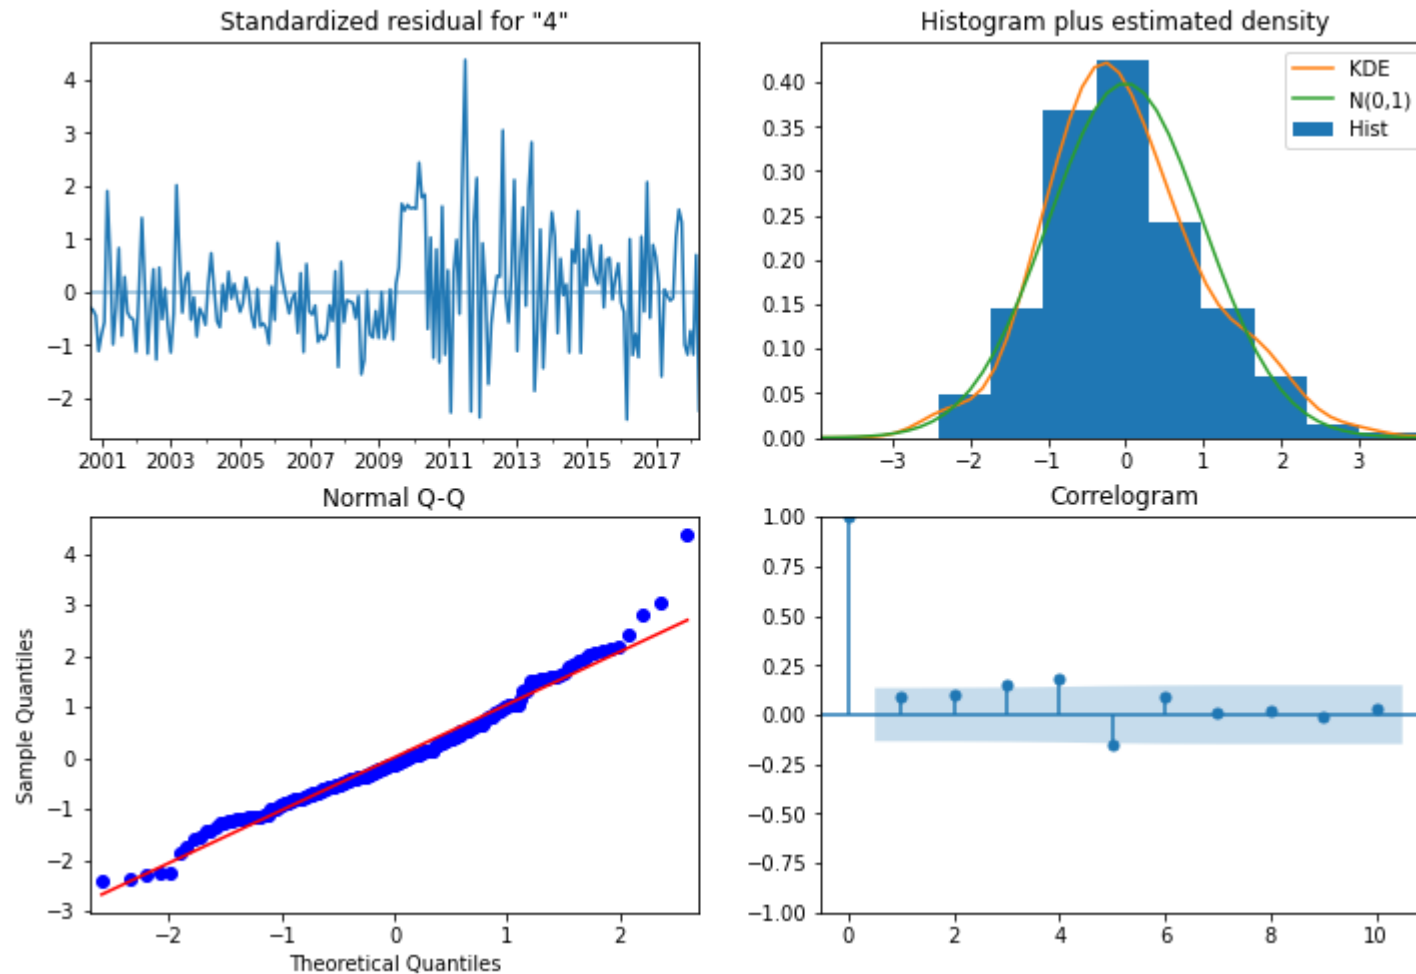 Standardized residual for "4"
4
3
2
1
0
−1
−2
2001 2003 2005 2007 2009 2011 2013 2015 2017
Histogram plus estimated density
0.40
0.35
0.30
0.25
0.20
0.15
0.10
0.05
0.00
KDE
N(0,1)
Hist
−3 −2 −1 0 1 2 3
Normal Q-Q
4
3
2
1
0
−1
−2
−3
Sample Quantiles
−2 −1 0 1 2
Theoretical Quantiles
Correlogram
1.00
0.75
0.50
0.25
0.00
−0.25
−0.50
−0.75
−1.00
0 2 4 6 8 10